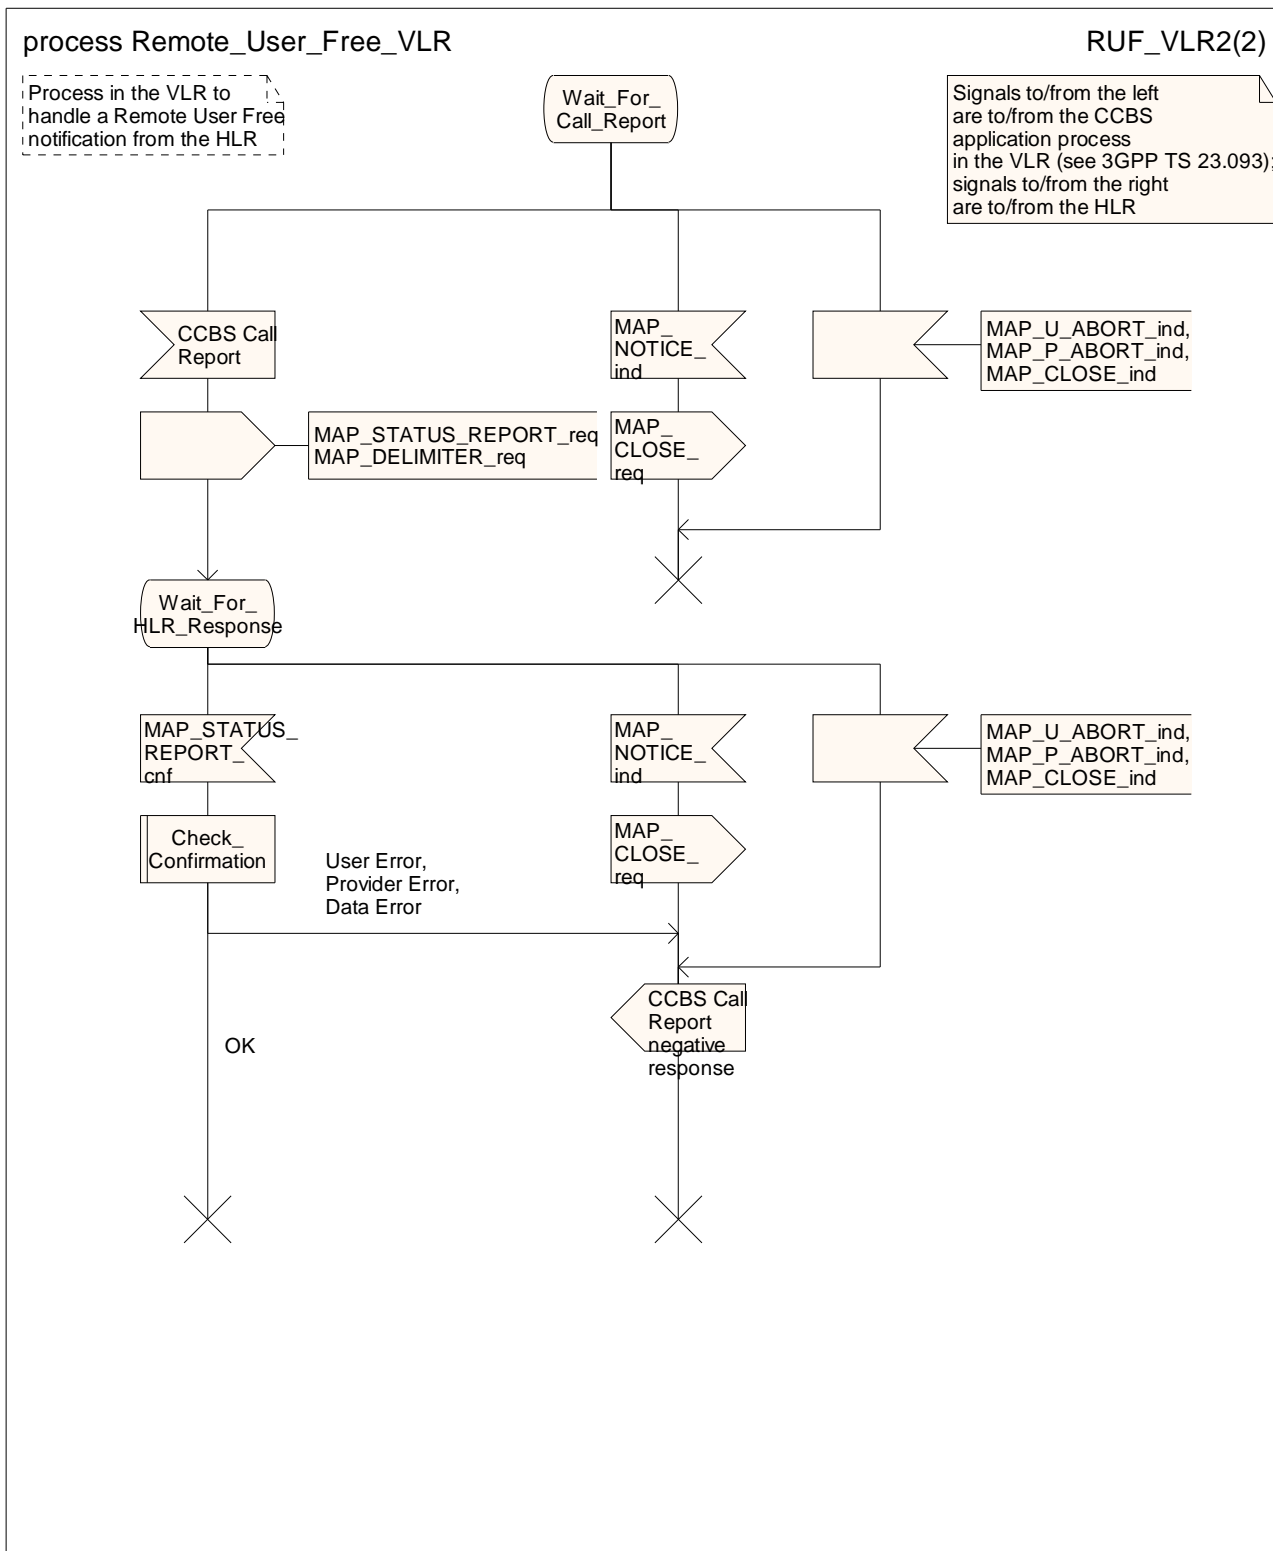 process Remote_User_Free_VLR
RUF_VLR2(2)
Process in the VLR to
handle a Remote User Free
notification from the HLR
Wait_For_
Call_Report
Signals to/from the left
are to/from the CCBS
application process
in the VLR (see 3GPP TS 23.093);
signals to/from the right
are to/from the HLR
CCBS Call
Report
MAP_
NOTICE_
ind
MAP_U_ABORT_ind,
MAP_P_ABORT_ind,
MAP_CLOSE_ind
MAP_STATUS_REPORT_req
MAP_DELIMITER_req
MAP_
CLOSE_
req
Wait_For_
HLR_Response
MAP_STATUS_
REPORT_
cnf
MAP_
NOTICE_
ind
MAP_U_ABORT_ind,
MAP_P_ABORT_ind,
MAP_CLOSE_ind
Check_
Confirmation
User Error,
Provider Error,
Data Error
MAP_
CLOSE_
req
CCBS Call
Report
negative
response
OK